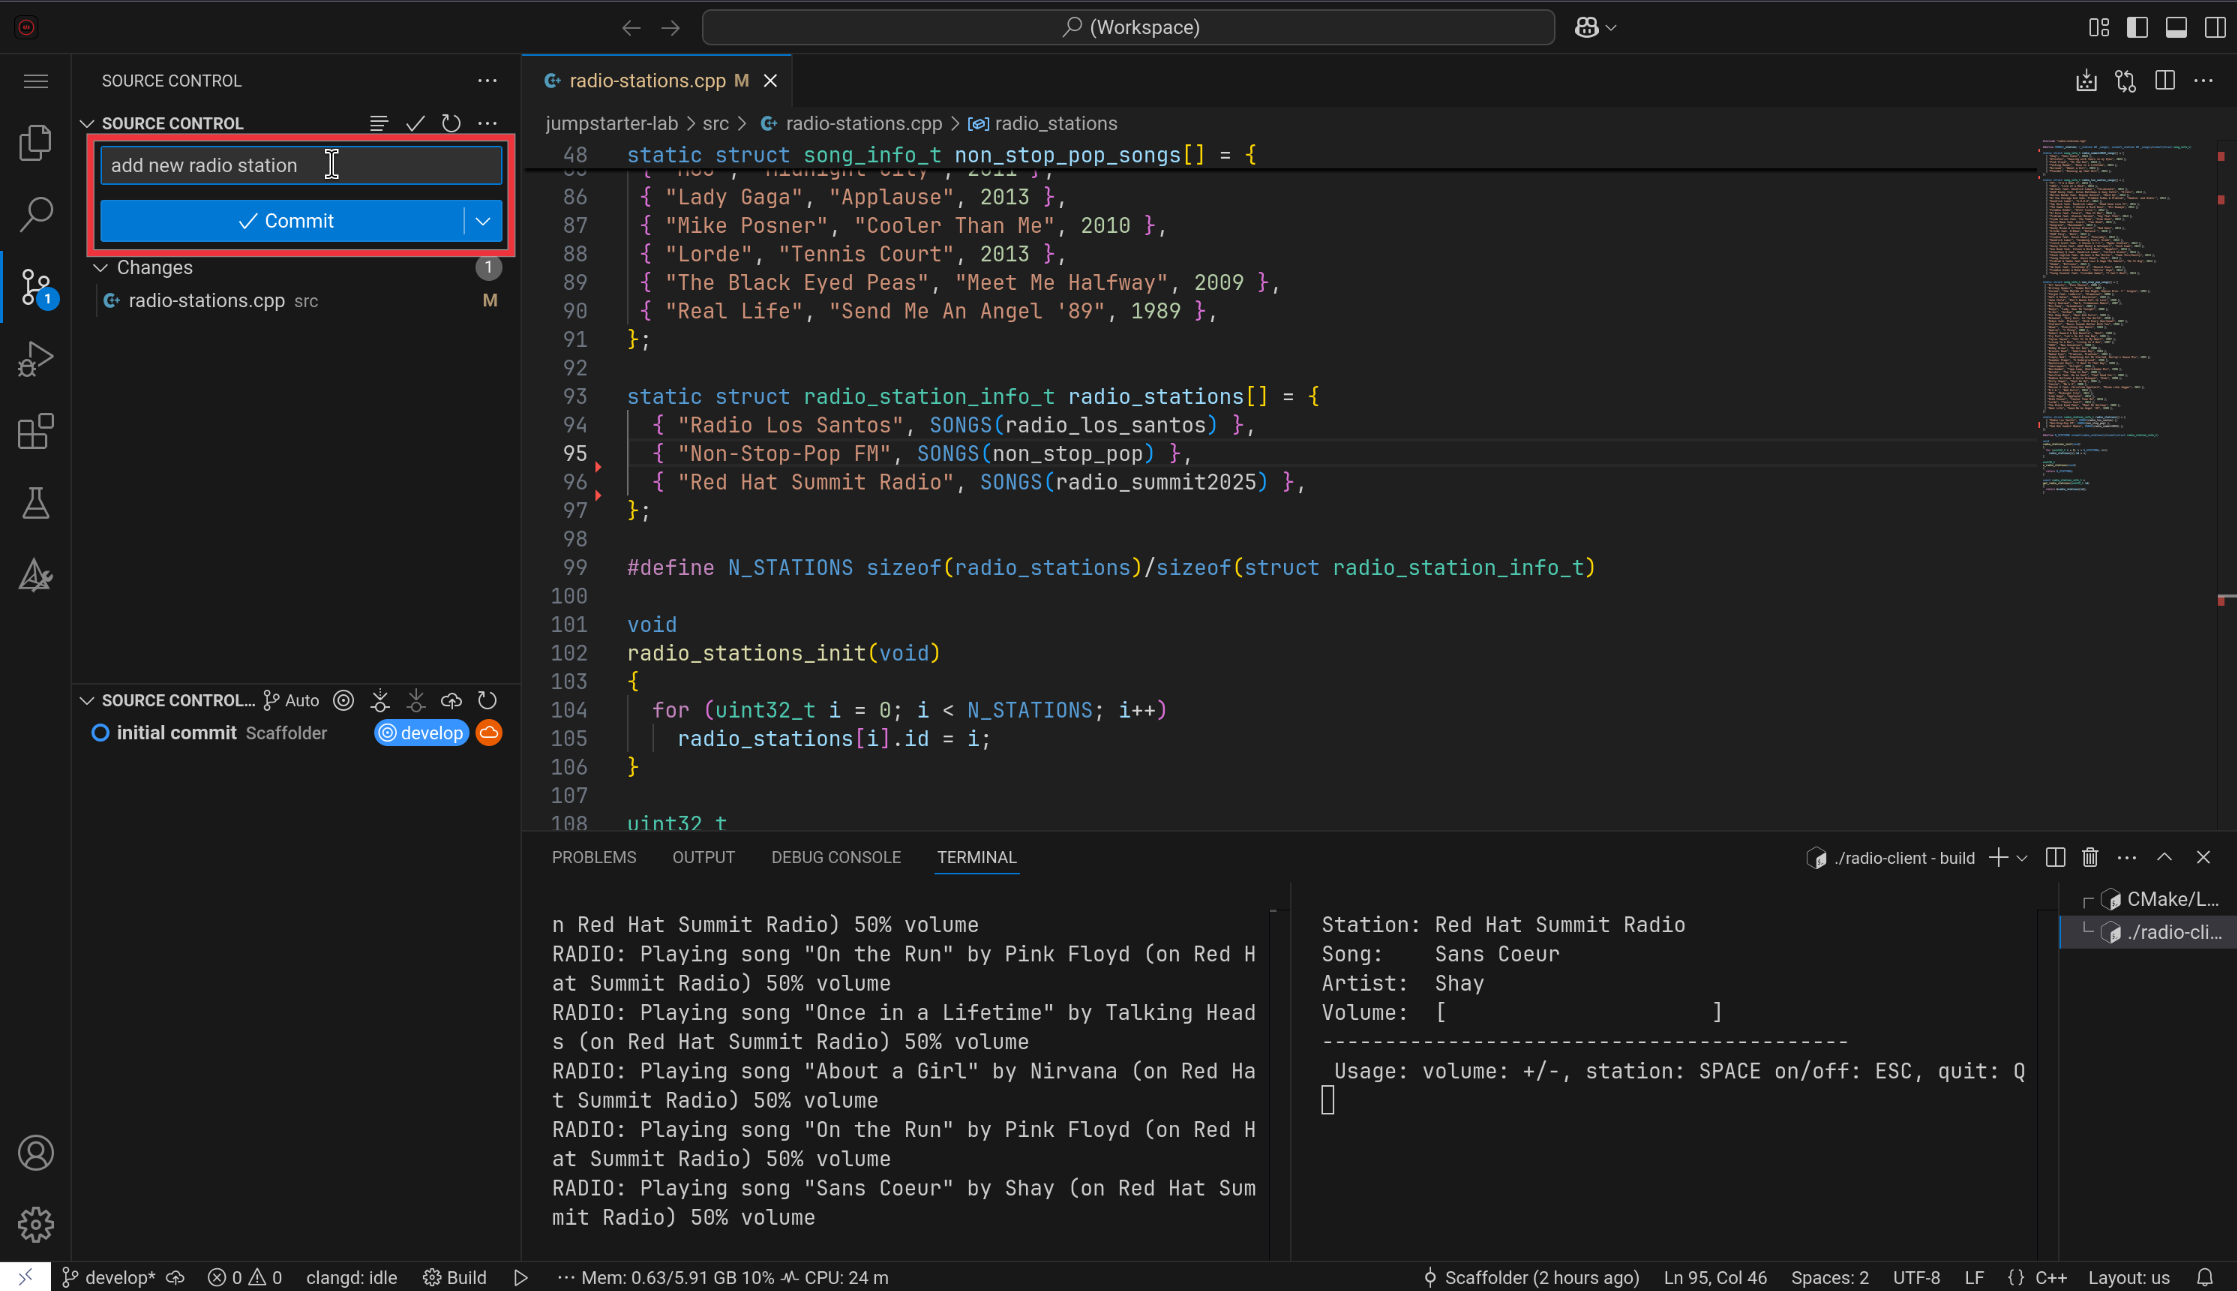 (Workspace)
SOURCE CONTROL
SOURCE CONTROL
add new radio station
Commit
Changes
1
radio-stations.cpp src M
1
SOURCE CONTROL... Auto
initial commit Scaffolder develop
radio-stations.cpp M
jumpstarter-lab > src > radio-stations.cpp > radio_stations
48 static struct song_info_t non_stop_pop_songs[] = {
86 { "Lady Gaga", "Applause", 2013 },
87 { "Mike Posner", "Cooler Than Me", 2010 },
88 { "Lorde", "Tennis Court", 2013 },
89 { "The Black Eyed Peas", "Meet Me Halfway", 2009 },
90 { "Real Life", "Send Me An Angel '89", 1989 },
91 };
92
93 static struct radio_station_info_t radio_stations[] = {
94 { "Radio Los Santos", SONGS(radio_los_santos) },
95 { "Non-Stop-Pop FM", SONGS(non_stop_pop) },
96 { "Red Hat Summit Radio", SONGS(radio_summit2025) },
97 };
98
99 #define N_STATIONS sizeof(radio_stations)/sizeof(struct radio_station_info_t)
100
101 void
102 radio_stations_init(void)
103 {
104 for (uint32_t i = 0; i < N_STATIONS; i++)
105 radio_stations[i].id = i;
106 }
107
108 uint32_t
PROBLEMS OUTPUT DEBUG CONSOLE TERMINAL
./radio-client - build
n Red Hat Summit Radio) 50% volume
RADIO: Playing song "On the Run" by Pink Floyd (on Red H
at Summit Radio) 50% volume
RADIO: Playing song "Once in a Lifetime" by Talking Head
s (on Red Hat Summit Radio) 50% volume
RADIO: Playing song "About a Girl" by Nirvana (on Red Ha
t Summit Radio) 50% volume
RADIO: Playing song "On the Run" by Pink Floyd (on Red H
at Summit Radio) 50% volume
RADIO: Playing song "Sans Coeur" by Shay (on Red Hat Sum
mit Radio) 50% volume
Station: Red Hat Summit Radio
Song: Sans Coeur
Artist: Shay
Volume: [ ]
------------------------------------------
Usage: volume: +/-, station: SPACE on/off: ESC, quit: Q
CMake/L...
./radio-cli...
develop* 0 0 clangd: idle Build Mem: 0.63/5.91 GB 10% CPU: 24 m Scaffolder (2 hours ago) Ln 95, Col 46 Spaces: 2 UTF-8 LF {} C++ Layout: us